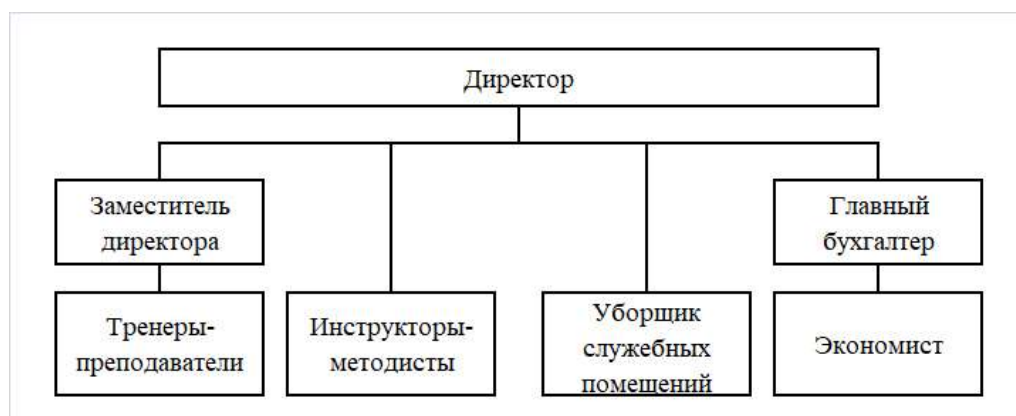 Директор
Заместитель
директора
Главный
бухгалтер
Тренеры-
преподаватели
Инструкторы-
методисты
Уборщик
служебных
помещений
Экономист